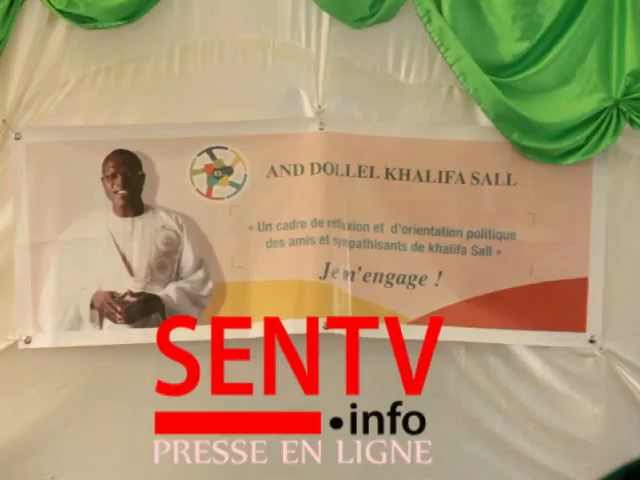 AND DOLLEL KHALIFA SALL
« Un cadre de réflexion et d'orientation politique
des amis et sympathisants de khalifa Sall »
Je m'engage !
SENTV
.info
PRESSE EN LIGNE